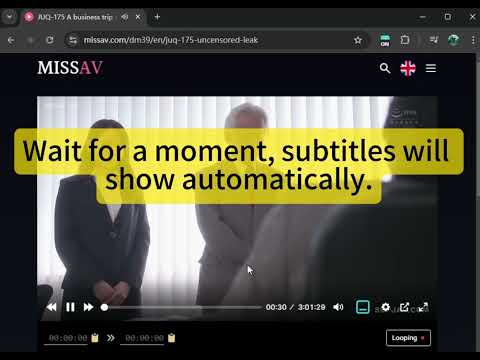 JUQ-175 A business trip
missav.com/dm39/en/juq-175-uncensored-leak
ON
MISSAV
Wait for a moment, subtitles will
show automatically.
00:30 / 3:01:29
00:00:00
00:00:00
Looping